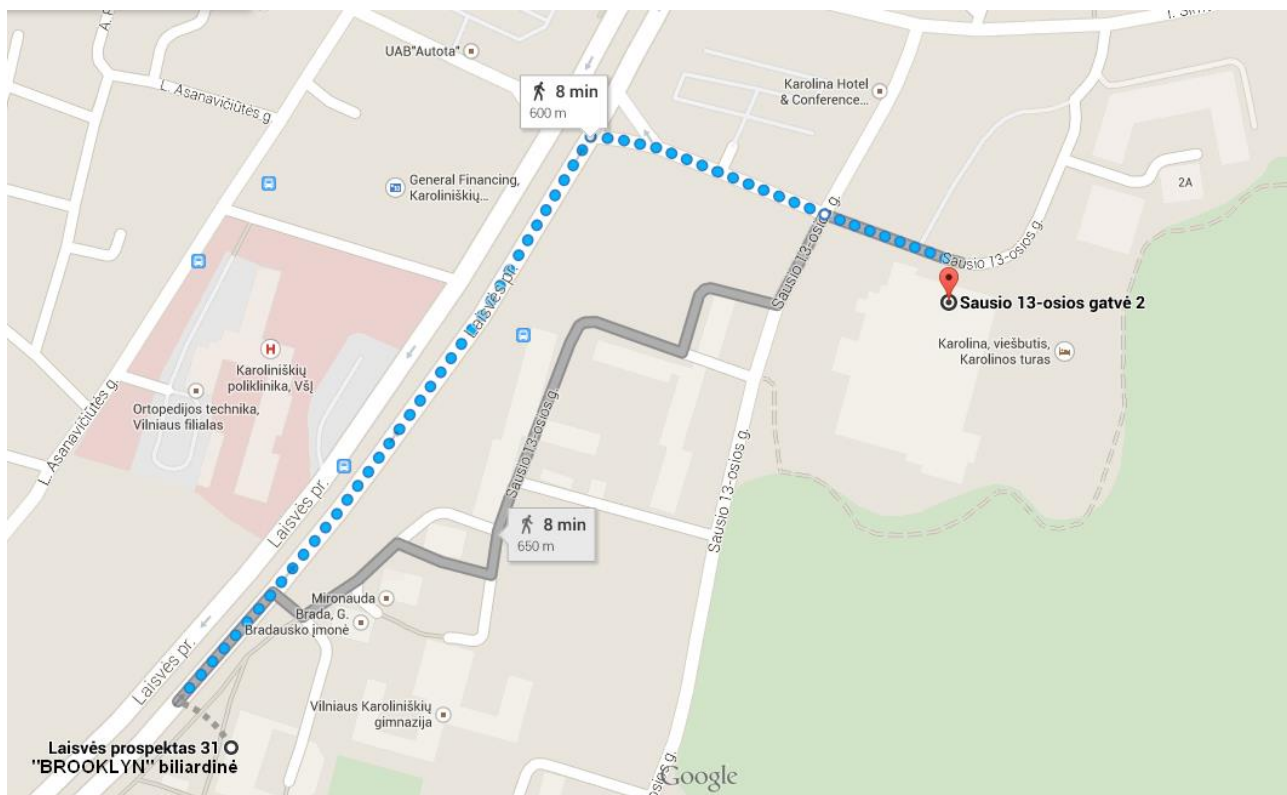 I. Šimu
A. P
UAB"Autota"
L. Asanavičiūtės g.
8 min
600 m
Karolina Hotel
& Conference...
General Financing,
Karoliniškių...
2A
Sausio 13-osios g.
Sausio 13-osios g.
Sausio 13-osios gatvė 2
Laisvės pr.
Karolina, viešbutis,
Karolinos turas
H
Karoliniškių
poliklinika, VšĮ
Ortopedijos technika,
Vilniaus filialas
L. Asanavičiūtės g.
Sausio 13-osios g.
Sausio 13-osios g.
Laisvės pr.
8 min
650 m
Mironauda
Brada, G.
Bradausko įmonė
Laisvės pr.
Vilniaus Karoliniškių
gimnazija
Laisvės prospektas 31
"BROOKLYN" biliardinė
osios g.
Google